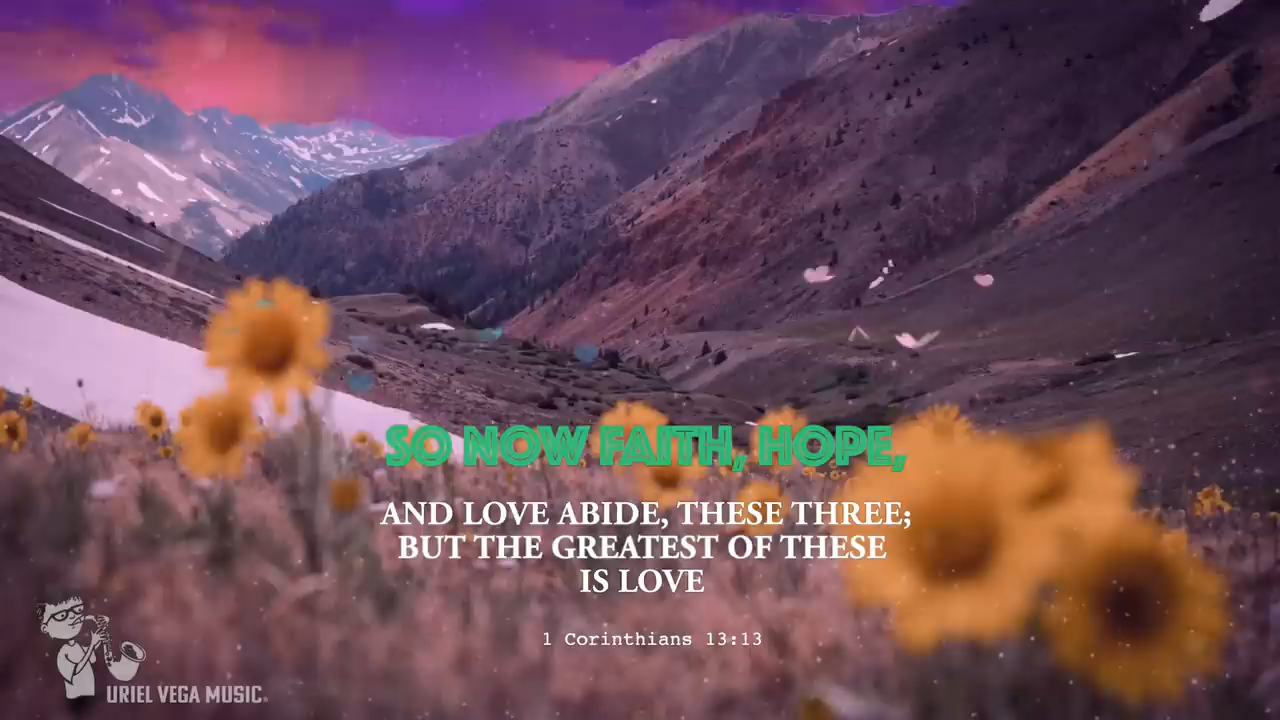 SO NOW FAITH, HOPE,
AND LOVE ABIDE, THESE THREE;
BUT THE GREATEST OF THESE
IS LOVE
1 Corinthians 13:13
URIEL VEGA MUSIC